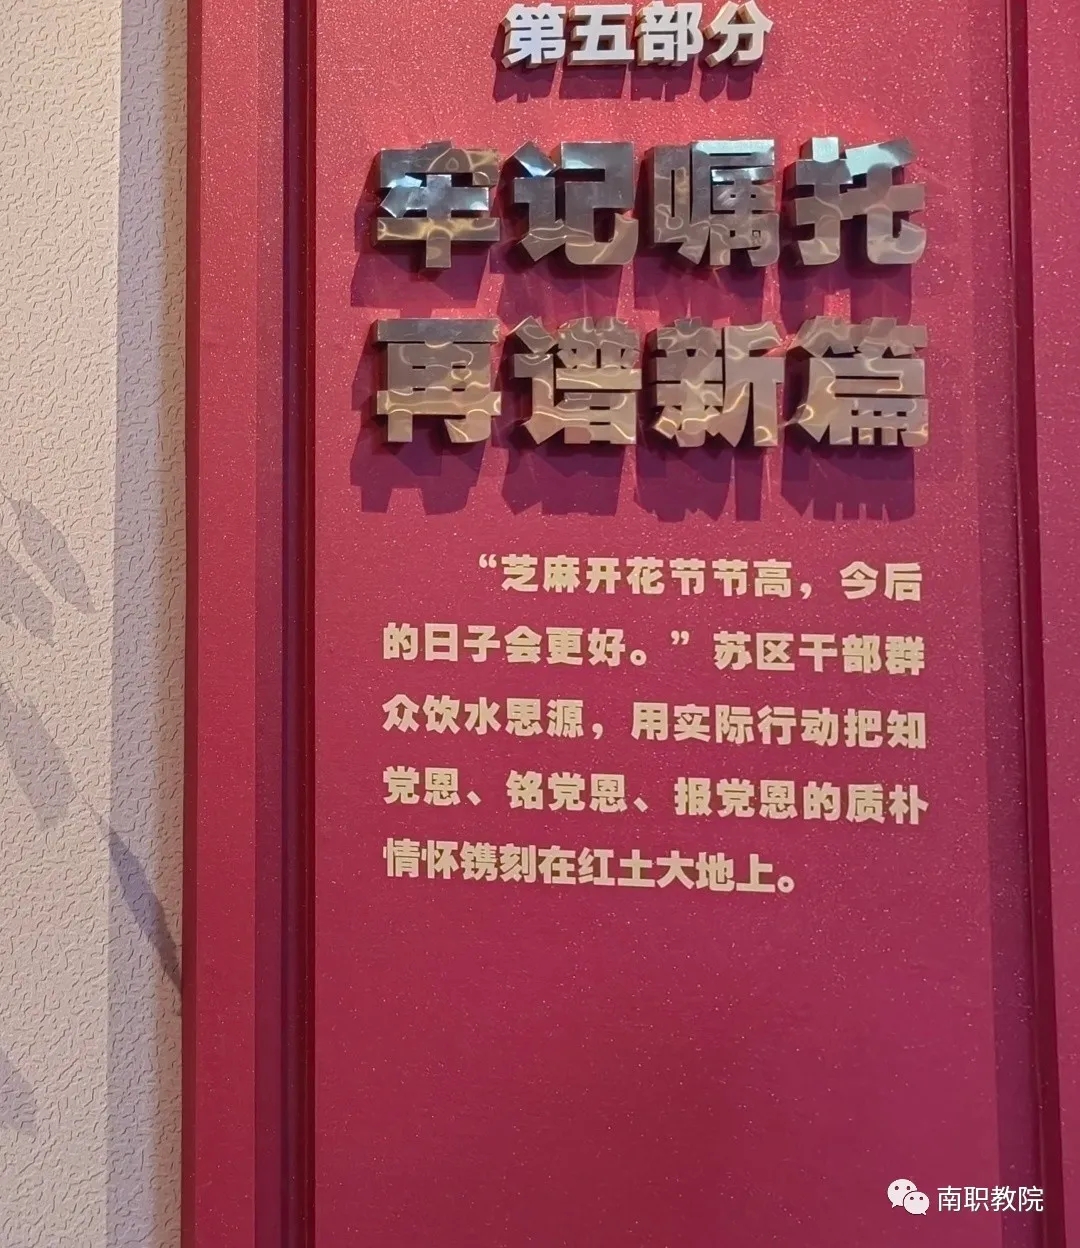 第五部分
牢记嘱托
再谱新篇
“芝麻开花节节高，今后
的日子会更好。”苏区干部群
众饮水思源，用实际行动把知
党恩、铭党恩、报党恩的质朴
情怀镌刻在红土大地上。
南职教院